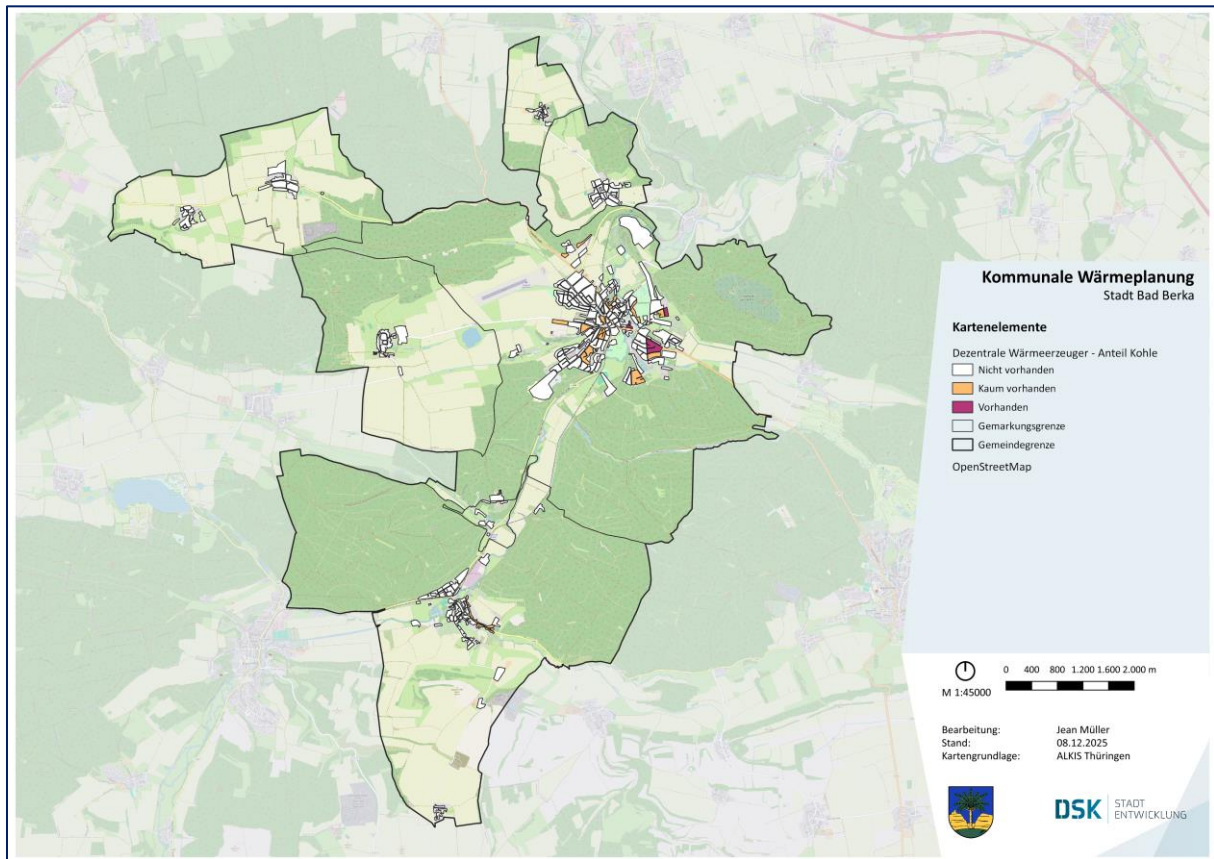 Kommunale Wärmeplanung
Stadt Bad Berka
Kartenelemente
Dezentrale Wärmeerzeuger - Anteil Kohle
Nicht vorhanden
Kaum vorhanden
Vorhanden
Gemarkungsgrenze
Gemeindegrenze
OpenStreetMap
0 400 800 1.200 1.600 2.000 m
M 1:45000
Bearbeitung: Jean Müller
Stand: 08.12.2025
Kartengrundlage: ALKIS Thüringen
DSK STADT
ENTWICKLUNG